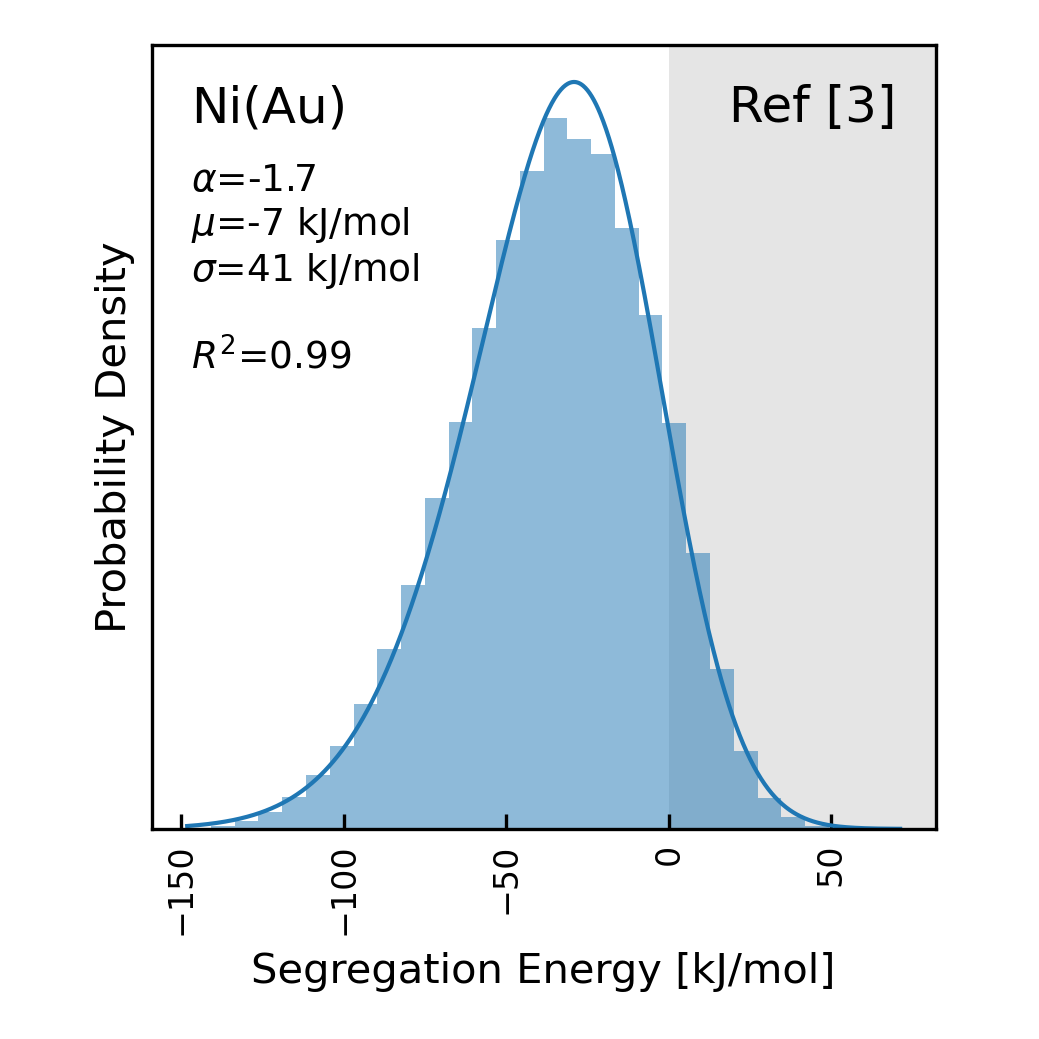 Ni(Au)
Ref [3]
α=-1.7
μ=-7 kJ/mol
σ=41 kJ/mol
R²=0.99
Probability Density
−150
−100
−50
0
50
Segregation Energy [kJ/mol]